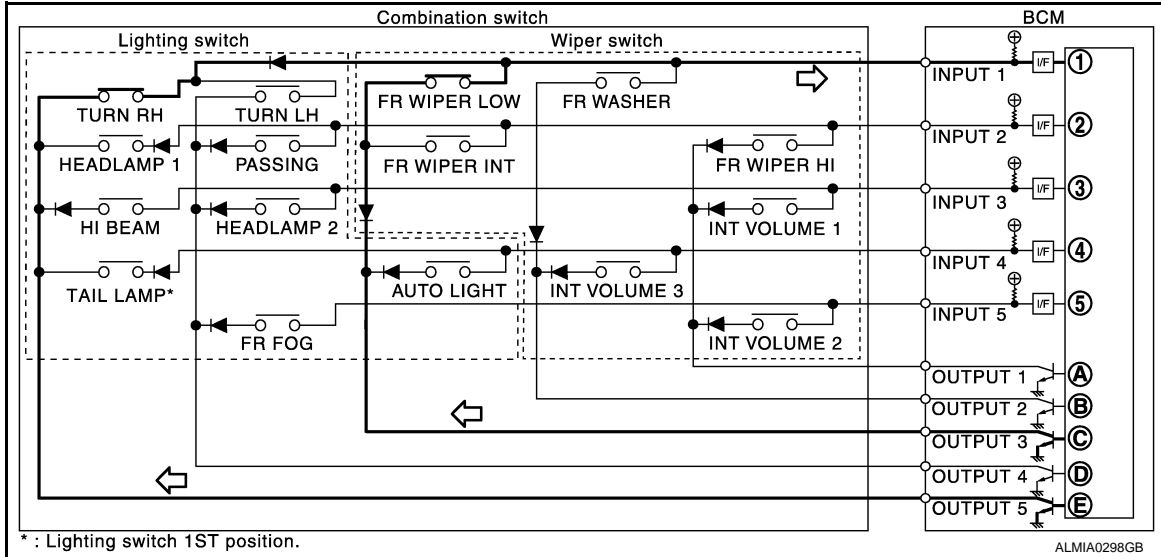 Combination switch
BCM
Lighting switch
Wiper switch
INPUT 1
I/F
1
TURN RH
TURN LH
FR WIPER LOW
FR WASHER
INPUT 2
I/F
2
HEADLAMP 1
PASSING
FR WIPER INT
FR WIPER HI
INPUT 3
I/F
3
HI BEAM
HEADLAMP 2
INT VOLUME 1
INPUT 4
I/F
4
TAIL LAMP*
AUTO LIGHT
INT VOLUME 3
INPUT 5
I/F
5
FR FOG
INT VOLUME 2
OUTPUT 1
A
OUTPUT 2
B
OUTPUT 3
C
OUTPUT 4
D
OUTPUT 5
E
* : Lighting switch 1ST position.
ALMIA0298GB